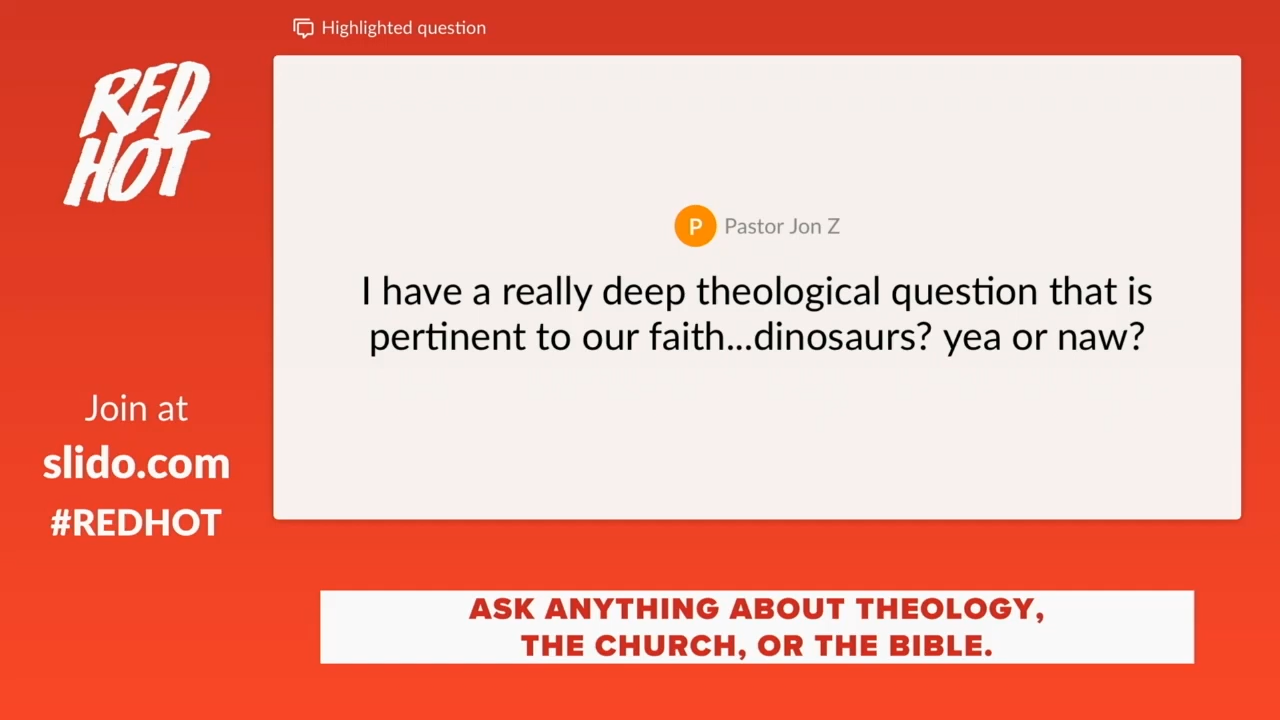 Highlighted question
RED
HOT
P
Pastor Jon Z
I have a really deep theological question that is
pertinent to our faith...dinosaurs? yea or naw?
Join at
slido.com
#REDHOT
ASK ANYTHING ABOUT THEOLOGY,
THE CHURCH, OR THE BIBLE.